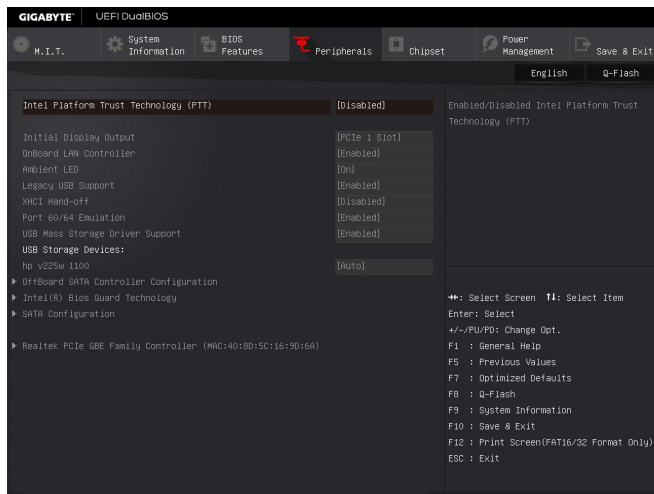 GIGABYTE™ UEFI DualBIOS
M.I.T.
System Information
BIOS Features
Peripherals
Chipset
Power Management
Save & Exit
English Q-Flash
Intel Platform Trust Technology (PTT) [Disabled]
Initial Display Output [PCIe 1 Slot]
OnBoard LAN Controller [Enabled]
Ambient LED [On]
Legacy USB Support [Enabled]
XHCI Hand-off [Disabled]
Port 60/64 Emulation [Enabled]
USB Mass Storage Driver Support [Enabled]
USB Storage Devices:
hp v225w 1100 [Auto]
OffBoard SATA Controller Configuration
Intel(R) Bios Guard Technology
SATA Configuration
Realtek PCIe GBE Family Controller (MAC:40:8D:5C:16:9D:6A)
Enabled/Disabled Intel Platform Trust
Technology (PTT)
→←: Select Screen ↑↓: Select Item
Enter: Select
+/-/PU/PD: Change Opt.
F1 : General Help
F5 : Previous Values
F7 : Optimized Defaults
F8 : Q-Flash
F9 : System Information
F10 : Save & Exit
F12 : Print Screen(FAT16/32 Format Only)
ESC : Exit